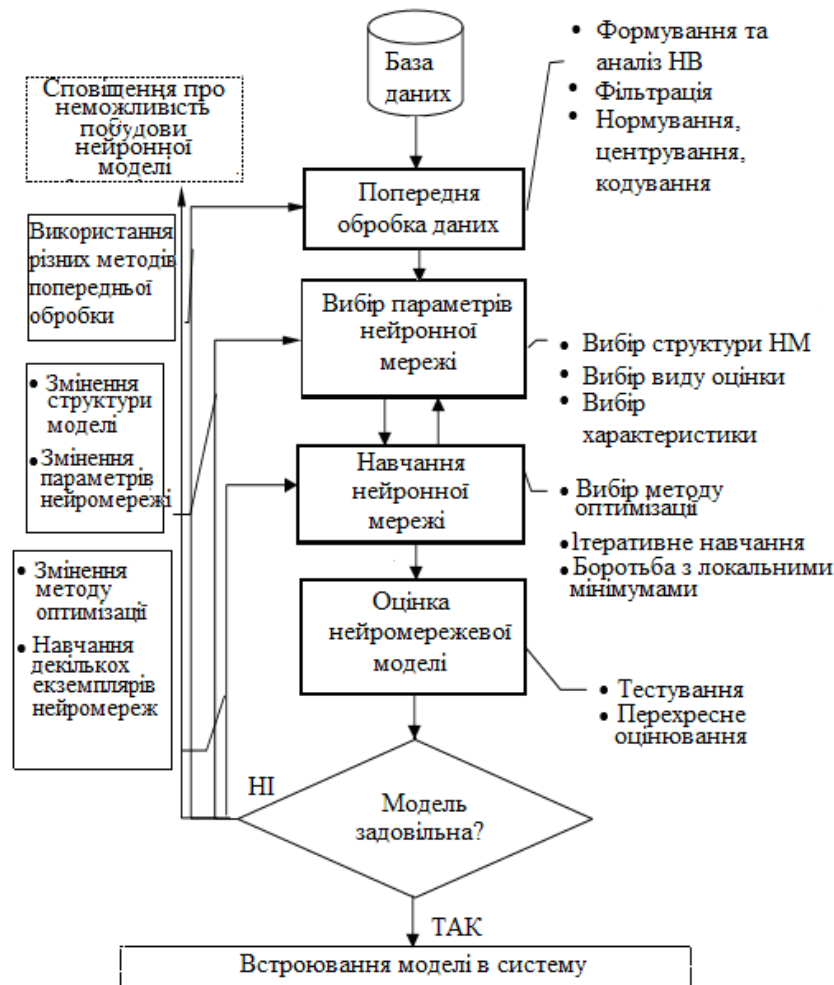 База
даних
• Формування та
аналіз НВ
• Фільтрація
• Нормування,
центрування,
кодування
Сповіщення про
неможливість
побудови
нейронної
моделі
Попередня
обробка даних
Використання
різних методів
попередньої
обробки
Вибір параметрів
нейронної
мережі
• Вибір структури НМ
• Вибір виду оцінки
• Вибір
характеристики
• Змінення
структури
моделі
• Змінення
параметрів
нейромережі
Навчання
нейронної
мережі
• Вибір методу
оптимізації
• Ітеративне навчання
• Боротьба з локальними
мінімумами
• Змінення
методу
оптимізації
• Навчання
декількох
екземплярів
нейромереж
Оцінка
нейромережевої
моделі
• Тестування
• Перехресне
оцінювання
НІ
Модель
задовільна?
ТАК
Встроювання моделі в систему